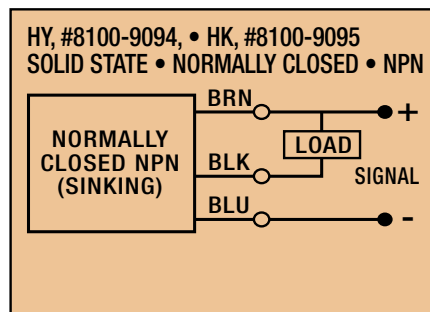 HY, #8100-9094, • HK, #8100-9095
SOLID STATE • NORMALLY CLOSED • NPN
BRN
+
NORMALLY
CLOSED NPN
(SINKING)
LOAD
BLK
SIGNAL
BLU
-